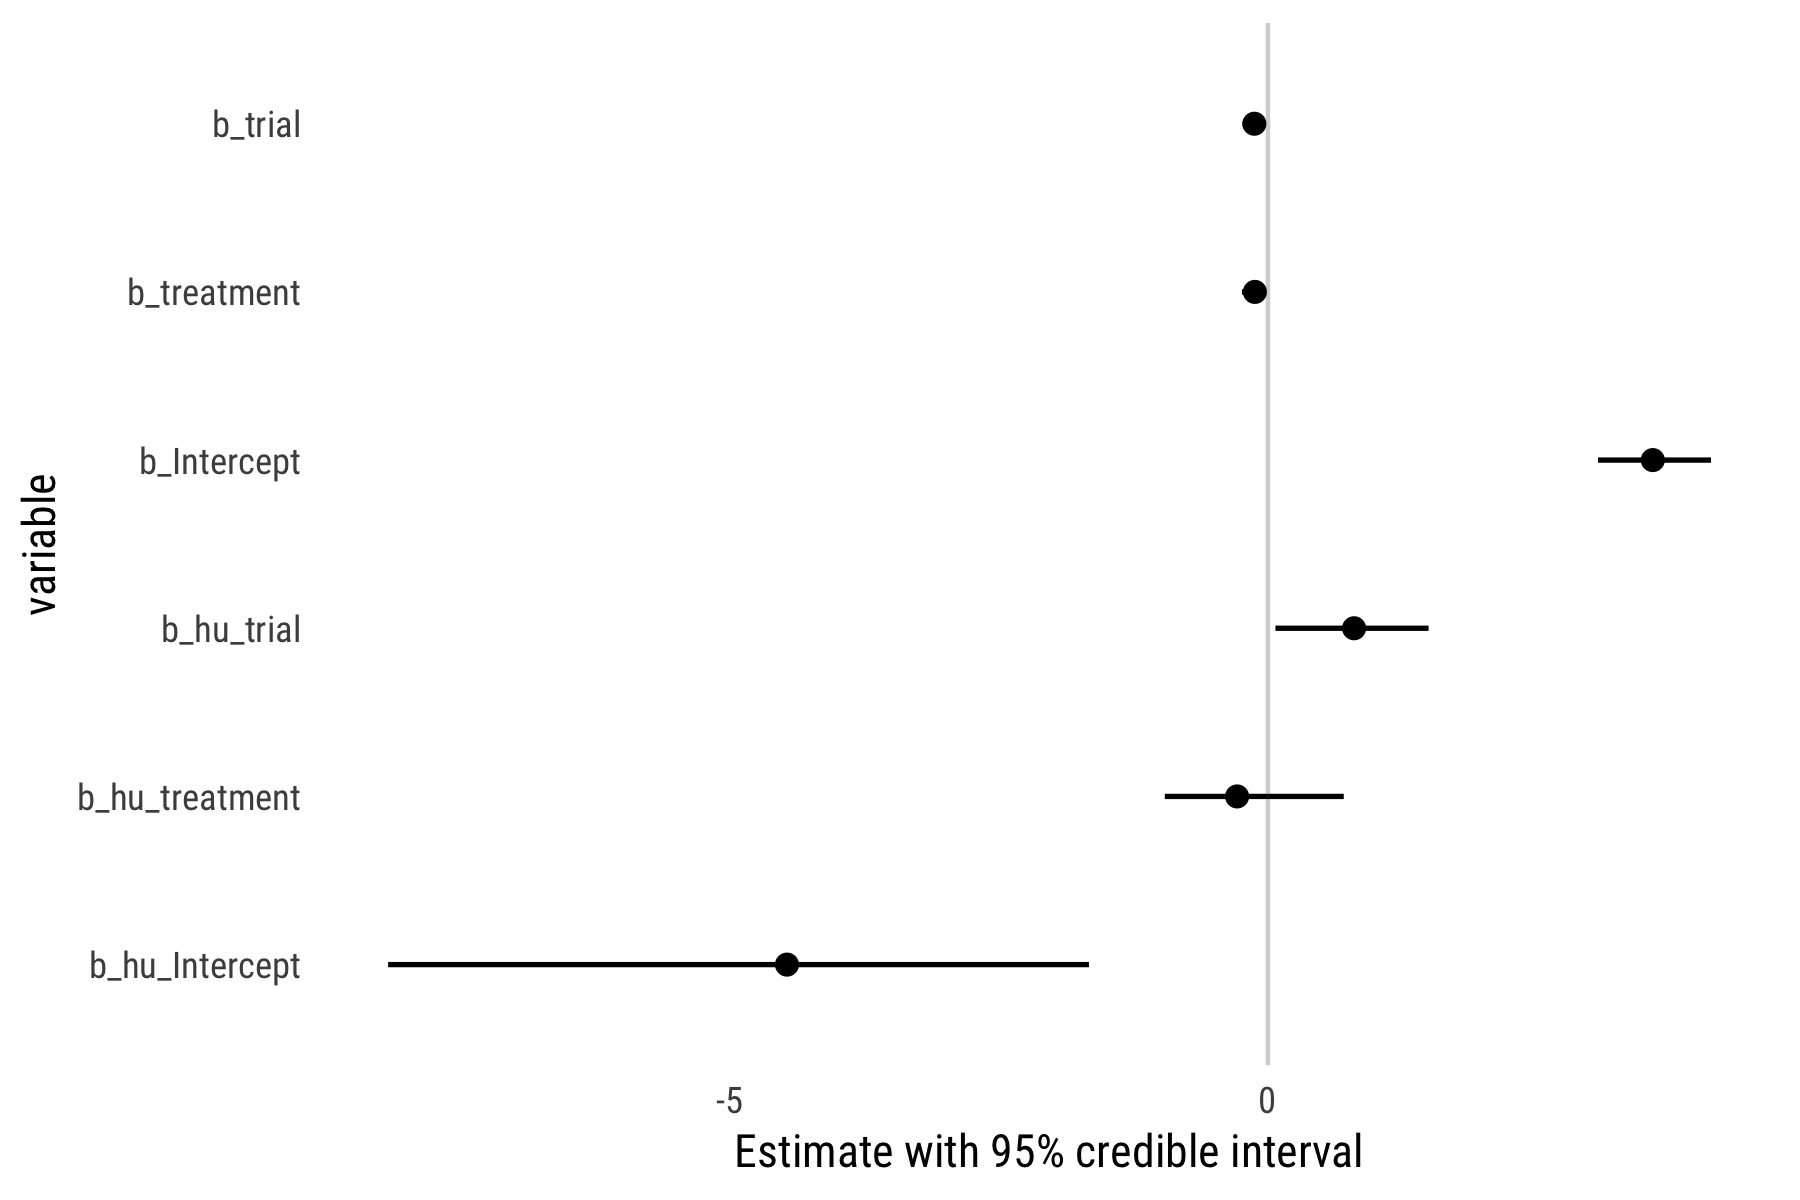 b_trial
b_treatment
b_Intercept
b_hu_trial
b_hu_treatment
b_hu_Intercept
variable
-5 0
Estimate with 95% credible interval